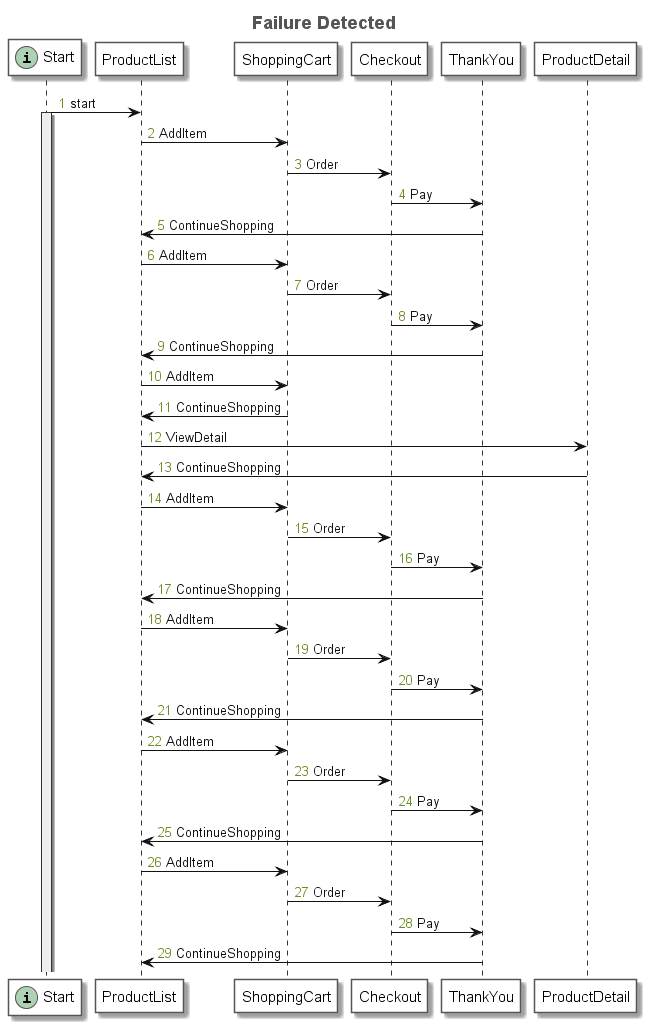 Failure Detected
i Start ProductList ShoppingCart Checkout ThankYou ProductDetail
1 start
2 AddItem
3 Order
4 Pay
5 ContinueShopping
6 AddItem
7 Order
8 Pay
9 ContinueShopping
10 AddItem
11 ContinueShopping
12 ViewDetail
13 ContinueShopping
14 AddItem
15 Order
16 Pay
17 ContinueShopping
18 AddItem
19 Order
20 Pay
21 ContinueShopping
22 AddItem
23 Order
24 Pay
25 ContinueShopping
26 AddItem
27 Order
28 Pay
29 ContinueShopping
i Start ProductList ShoppingCart Checkout ThankYou ProductDetail